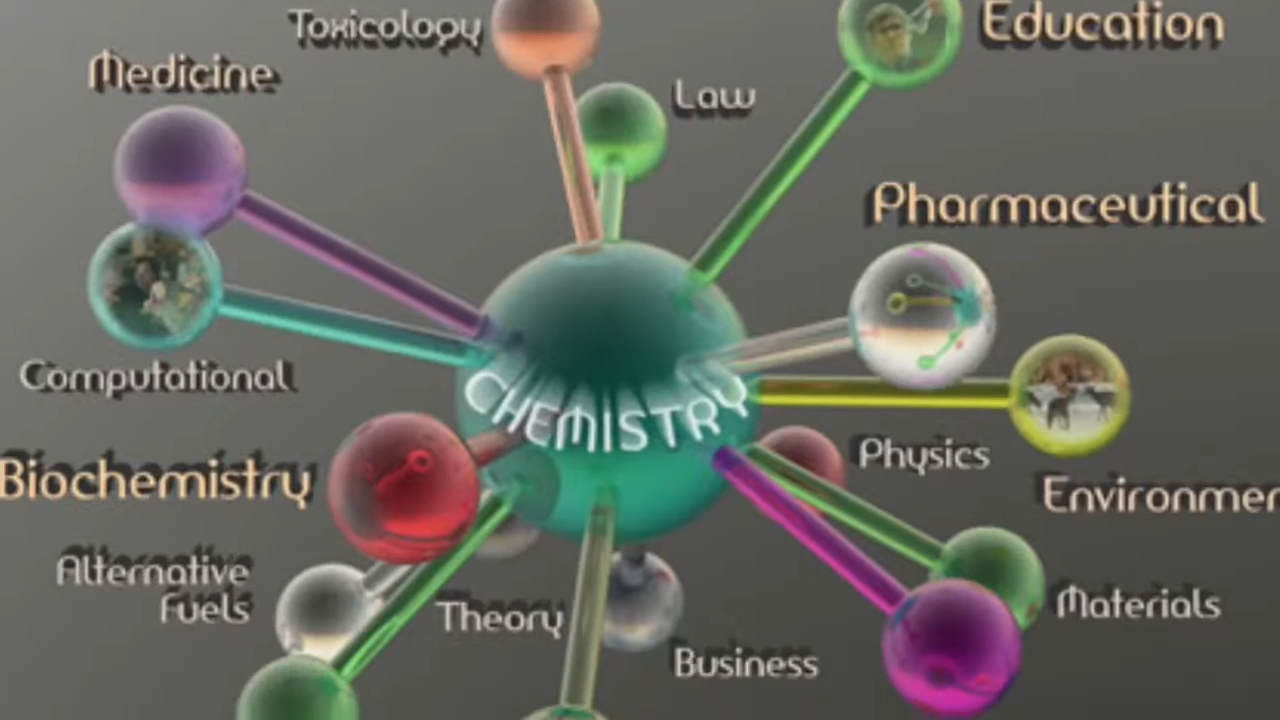 Toxicology
Education
Medicine
Law
Pharmaceutical
Computational
CHEMISTRY
Physics
Biochemistry
Environmen
Alternative
Fuels
Theory
Materials
Business